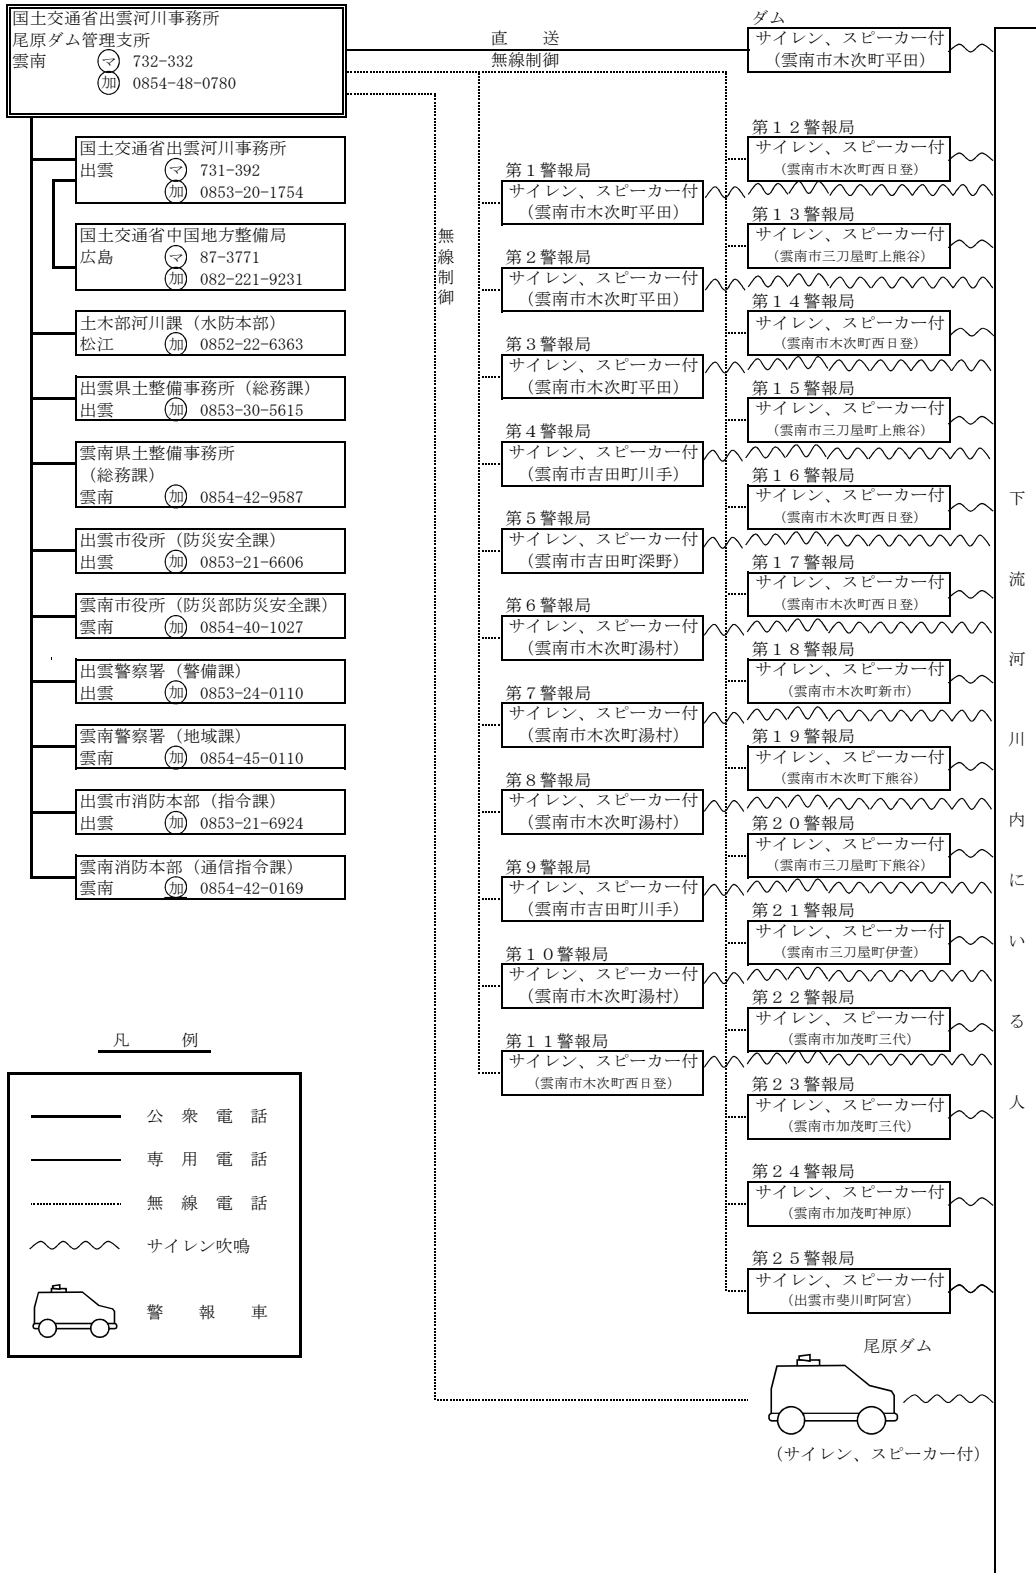 国土交通省出雲河川事務所
尾原ダム管理支所
雲南 マ 732-332
加 0854-48-0780
国土交通省出雲河川事務所
出雲 マ 731-392
加 0853-20-1754
国土交通省中国地方整備局
広島 マ 87-3771
加 082-221-9231
土木部河川課（水防本部）
松江 加 0852-22-6363
出雲県土整備事務所（総務課）
出雲 加 0853-30-5615
雲南県土整備事務所
（総務課）
雲南 加 0854-42-9587
出雲市役所（防災安全課）
出雲 加 0853-21-6606
雲南市役所（防災部防災安全課）
雲南 加 0854-40-1027
出雲警察署（警備課）
出雲 加 0853-24-0110
雲南警察署（地域課）
雲南 加 0854-45-0110
出雲市消防本部（指令課）
出雲 加 0853-21-6924
雲南消防本部（通信指令課）
雲南 加 0854-42-0169
凡 例
公衆電話
専用電話
無線電話
サイレン吹鳴
警報車
直 送
無線制御
無線制御
第１警報局
サイレン、スピーカー付
（雲南市木次町平田）
第２警報局
サイレン、スピーカー付
（雲南市木次町平田）
第３警報局
サイレン、スピーカー付
（雲南市木次町平田）
第４警報局
サイレン、スピーカー付
（雲南市吉田町川手）
第５警報局
サイレン、スピーカー付
（雲南市吉田町深野）
第６警報局
サイレン、スピーカー付
（雲南市木次町湯村）
第７警報局
サイレン、スピーカー付
（雲南市木次町湯村）
第８警報局
サイレン、スピーカー付
（雲南市木次町湯村）
第９警報局
サイレン、スピーカー付
（雲南市吉田町川手）
第１０警報局
サイレン、スピーカー付
（雲南市木次町湯村）
第１１警報局
サイレン、スピーカー付
（雲南市木次町西日登）
ダム
サイレン、スピーカー付
（雲南市木次町平田）
第１２警報局
サイレン、スピーカー付
（雲南市木次町西日登）
第１３警報局
サイレン、スピーカー付
（雲南市三刀屋町上熊谷）
第１４警報局
サイレン、スピーカー付
（雲南市木次町西日登）
第１５警報局
サイレン、スピーカー付
（雲南市三刀屋町上熊谷）
第１６警報局
サイレン、スピーカー付
（雲南市木次町西日登）
第１７警報局
サイレン、スピーカー付
（雲南市木次町西日登）
第１８警報局
サイレン、スピーカー付
（雲南市木次町新市）
第１９警報局
サイレン、スピーカー付
（雲南市木次町下熊谷）
第２０警報局
サイレン、スピーカー付
（雲南市三刀屋町下熊谷）
第２１警報局
サイレン、スピーカー付
（雲南市三刀屋町伊萱）
第２２警報局
サイレン、スピーカー付
（雲南市加茂町三代）
第２３警報局
サイレン、スピーカー付
（雲南市加茂町三代）
第２４警報局
サイレン、スピーカー付
（雲南市加茂町神原）
第２５警報局
サイレン、スピーカー付
（出雲市斐川町阿宮）
尾原ダム
（サイレン、スピーカー付）
下流河川内にいる人